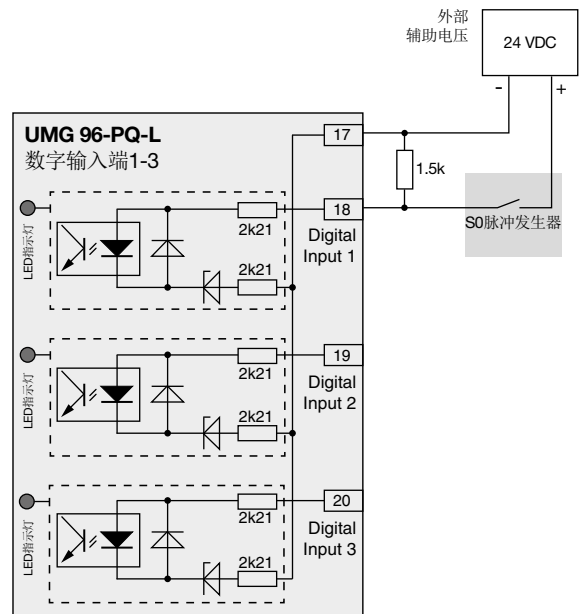 外部
辅助电压
24 VDC
-
+
UMG 96-PQ-L
数字输入端1-3
17
1.5k
LED指示灯
2k21
18
Digital
Input 1
2k21
S0脉冲发生器
LED指示灯
2k21
19
Digital
Input 2
2k21
LED指示灯
2k21
20
Digital
Input 3
2k21